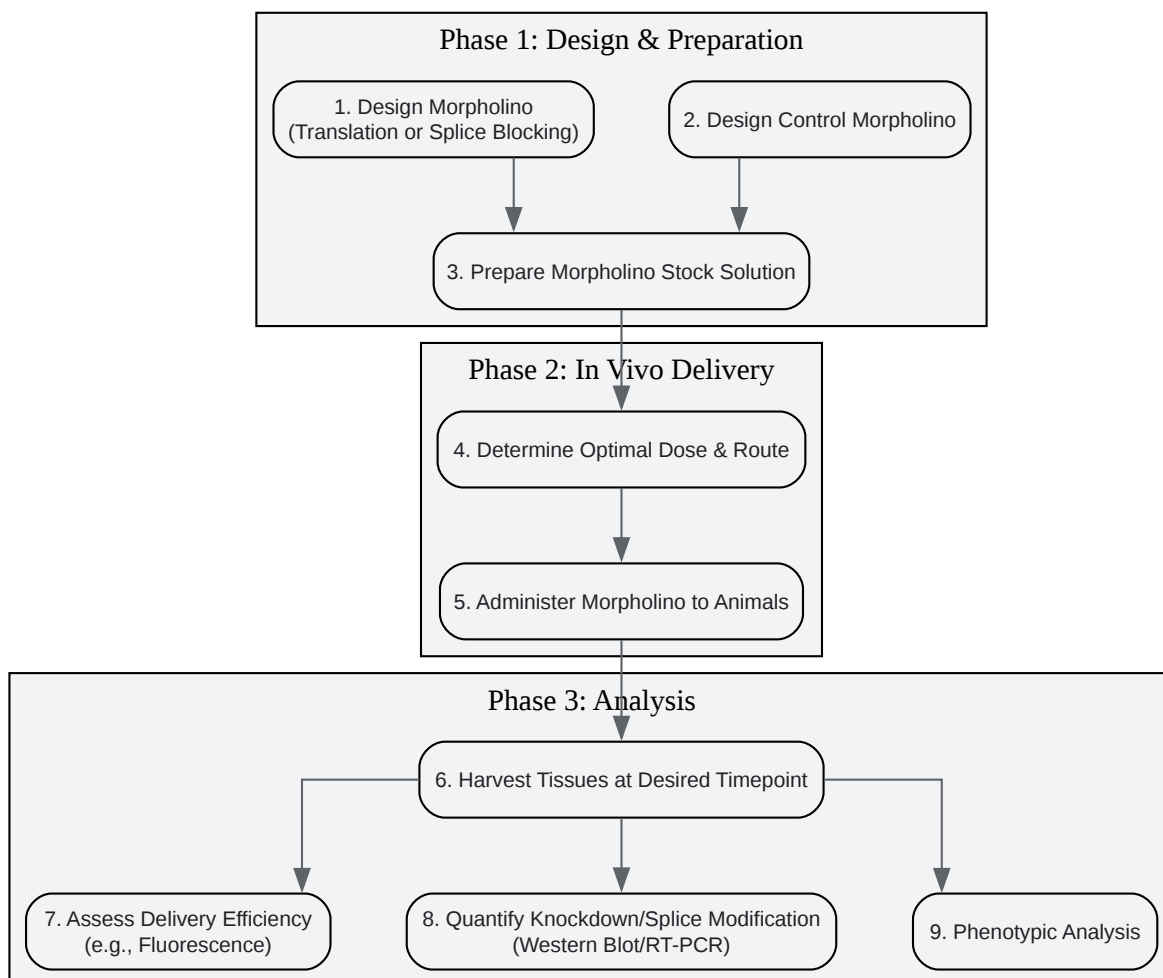 Phase 1: Design & Preparation
1. Design Morpholino
(Translation or Splice Blocking)
2. Design Control Morpholino
3. Prepare Morpholino Stock Solution
Phase 2: In Vivo Delivery
4. Determine Optimal Dose & Route
5. Administer Morpholino to Animals
Phase 3: Analysis
6. Harvest Tissues at Desired Timepoint
7. Assess Delivery Efficiency
(e.g., Fluorescence)
8. Quantify Knockdown/Splice Modification
(Western Blot/RT-PCR)
9. Phenotypic Analysis